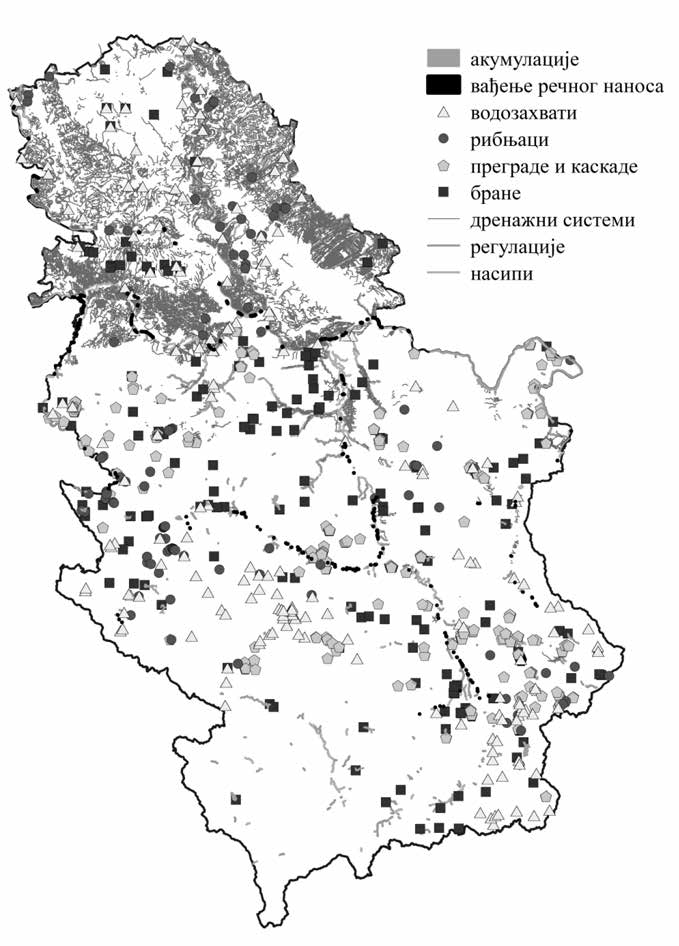 акумулације
вађење речног наноса
водозахвати
рибњаци
преграде и каскаде
бране
дренажни системи
регулације
насипи